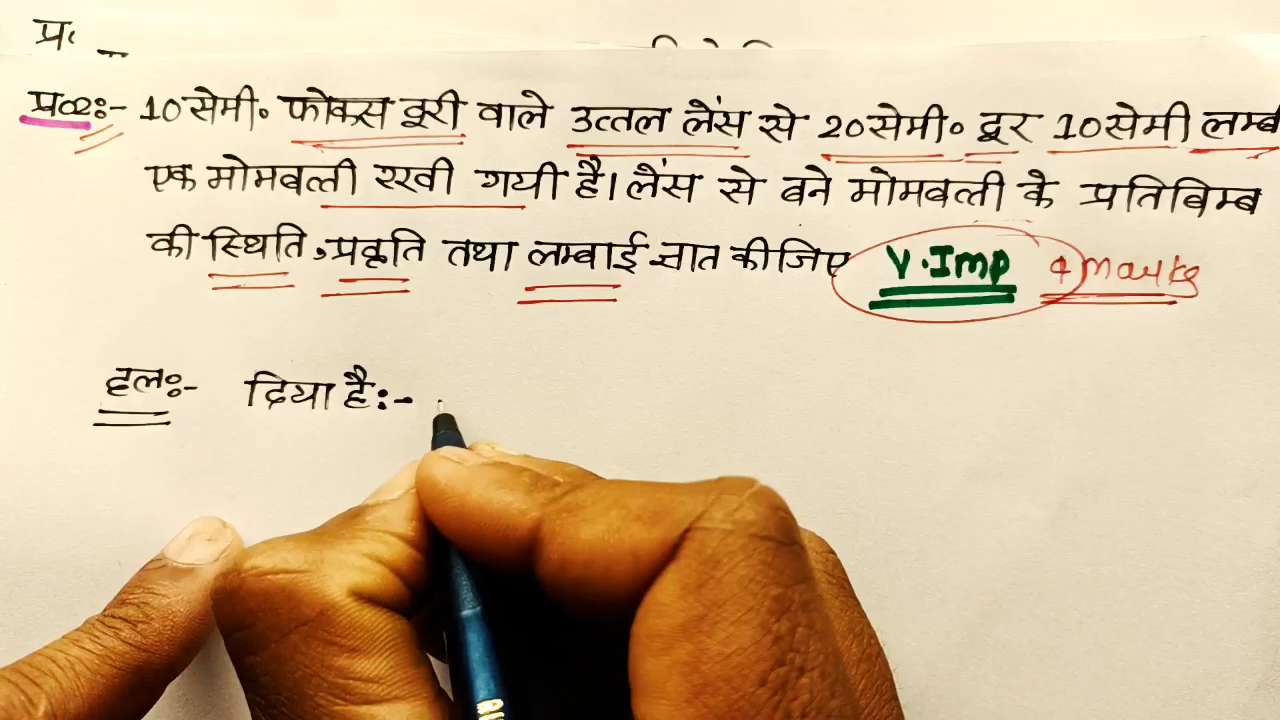 प्र०2ः- 10 सेमी० फोकस दूरी वाले उत्तल लेंस से 20 सेमी० दूर 10 सेमी लम्ब
एक मोमबत्ती रखी गयी है। लेंस से बने मोमबत्ती के प्रतिबिम्ब
की स्थिति, प्रकृति तथा लम्बाई ज्ञात कीजिए V.Imp 4 marks
हलः- दिया है:-